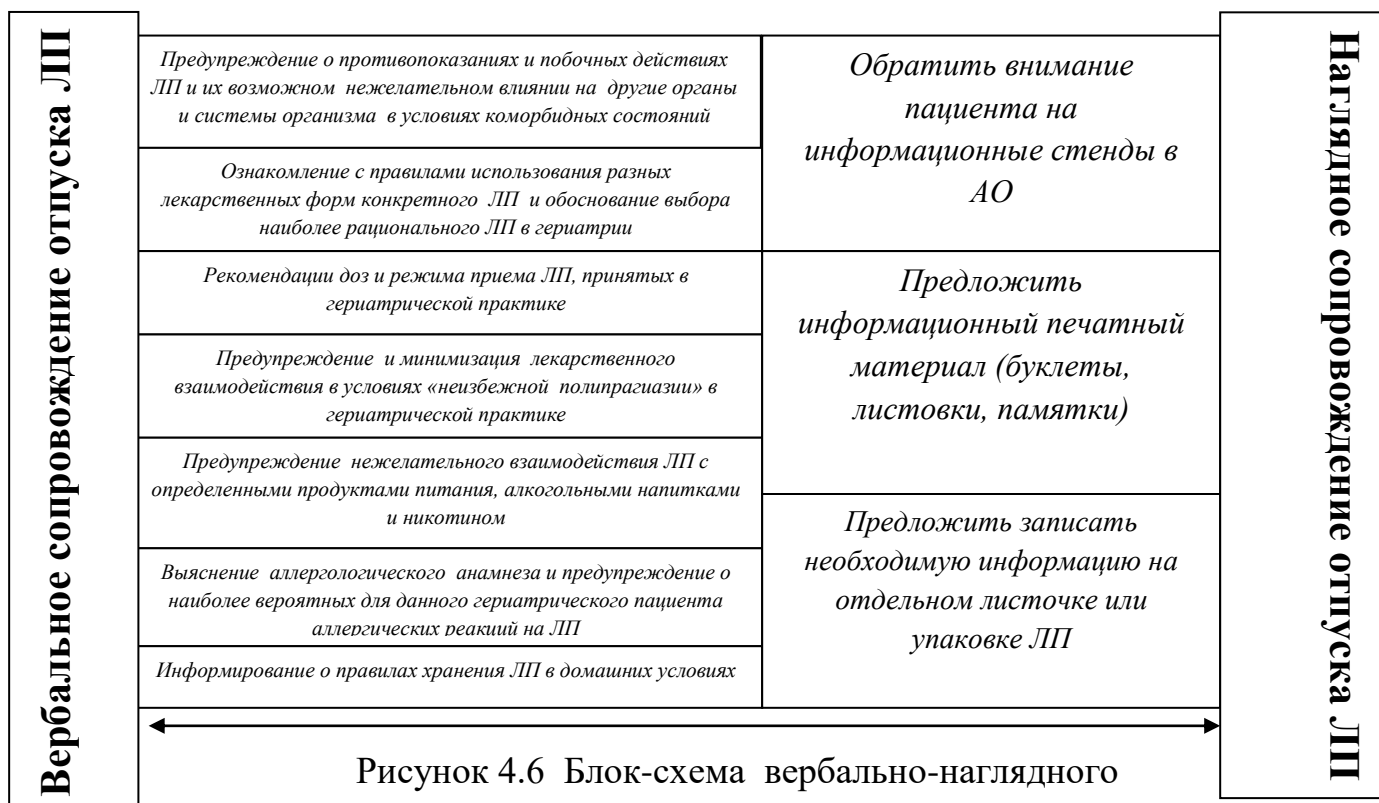 Вербальное сопровождение отпуска ЛП
Предупреждение о противопоказаниях и побочных действиях
ЛП и их возможном нежелательном влиянии на другие органы
и системы организма в условиях коморбидных состояний
Ознакомление с правилами использования разных
лекарственных форм конкретного ЛП и обоснование выбора
наиболее рационального ЛП в гериатрии
Рекомендации доз и режима приема ЛП, принятых в
гериатрической практике
Предупреждение и минимизация лекарственного
взаимодействия в условиях «неизбежной полипрагиазии» в
гериатрической практике
Предупреждение нежелательного взаимодействия ЛП с
определенными продуктами питания, алкогольными напитками
и никотином
Выяснение аллергологического анамнеза и предупреждение о
наиболее вероятных для данного гериатрического пациента
аллергических реакций на ЛП
Информирование о правилах хранения ЛП в домашних условиях
Обратить внимание
пациента на
информационные стенды в
АО
Предложить
информационный печатный
материал (буклеты,
листовки, памятки)
Предложить записать
необходимую информацию на
отдельном листочке или
упаковке ЛП
Наглядное сопровождение отпуска ЛП
Рисунок 4.6 Блок-схема вербально-наглядного